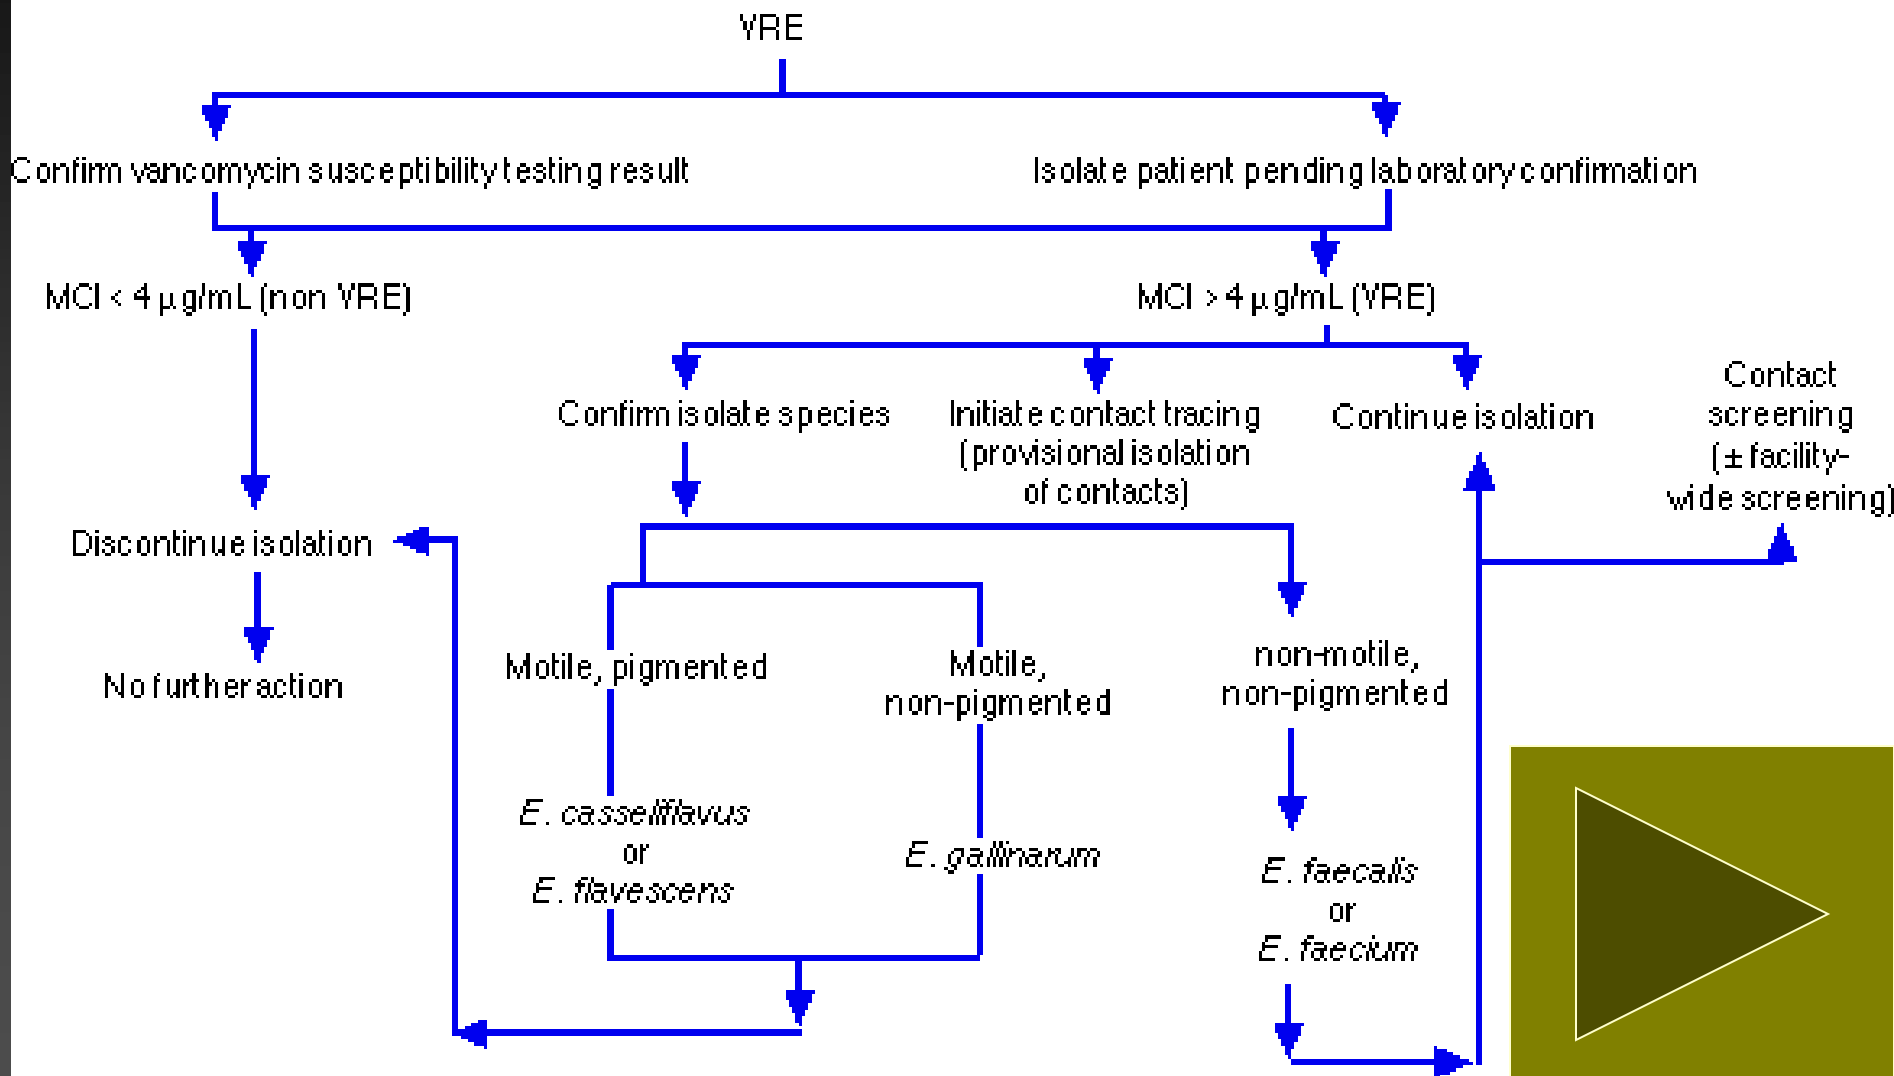 VRE
Confirm vancomycin susceptibility testing result
Isolate patient pending laboratory confirmation
MCI < 4 µg/mL (non VRE)
MCI > 4 µg/mL (VRE)
Confirm isolate species
Initiate contact tracing
(provisional isolation
of contacts)
Continue isolation
Contact
screening
(± facility-
wide screening)
Discontinue isolation
No further action
Motile, pigmented
Motile,
non-pigmented
non-motile,
non-pigmented
E. casseliflavus
or
E. flavescens
E. gallinarum
E. faecalis
or
E. faecium